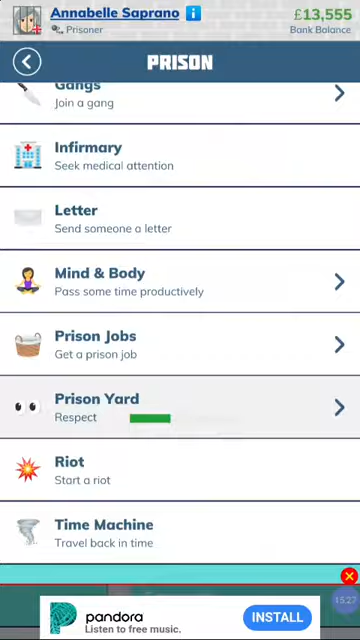 Annabelle Saprano
£13,555
Prisoner
Bank Balance
PRISON
Gangs
Join a gang
Infirmary
Seek medical attention
Letter
Send someone a letter
Mind & Body
Pass some time productively
Prison Jobs
Get a prison job
Prison Yard
Respect
Riot
Start a riot
Time Machine
Travel back in time
15:27
pandora
Listen to free music.
INSTALL